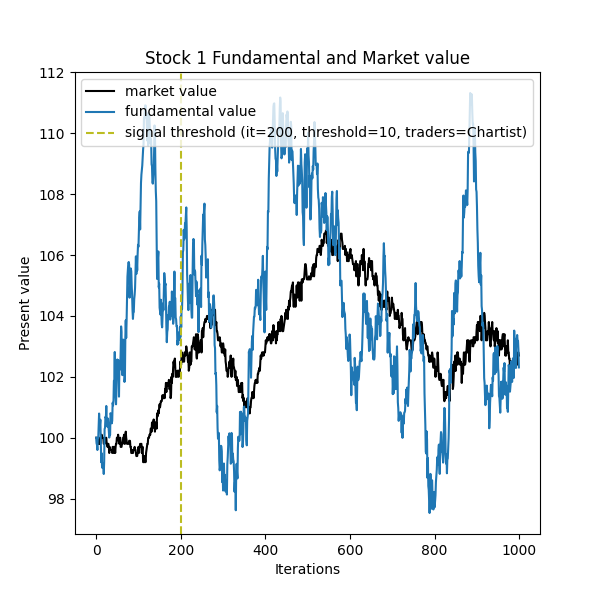 Stock 1 Fundamental and Market value
112
110
108
106
104
102
100
98
Present value
market value
fundamental value
signal threshold (it=200, threshold=10, traders=Chartist)
0 200 400 600 800 1000
Iterations